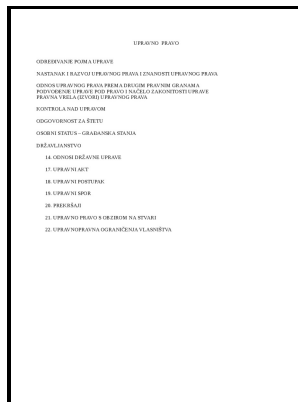 UPRAVNO PRAVO
ODREĐIVANJE POJMA UPRAVE
NASTANAK I RAZVOJ UPRAVNOG PRAVA I ZNANOSTI UPRAVNOG PRAVA
ODNOS UPRAVNOG PRAVA PREMA DRUGIM PRAVNIM GRANAMA
PODVOĐENJE UPRAVE POD PRAVO I NAČELO ZAKONITOSTI UPRAVE
PRAVNA VRELA (IZVORI) UPRAVNOG PRAVA
KONTROLA NAD UPRAVOM
ODGOVORNOST ZA ŠTETU
OSOBNI STATUS – GRAĐANSKA STANJA
DRŽAVLJANSTVO
14. ODNOSI DRŽAVNE UPRAVE
17. UPRAVNI AKT
18. UPRAVNI POSTUPAK
19. UPRAVNI SPOR
20. PREKRŠAJI
21. UPRAVNO PRAVO S OBZIROM NA STVARI
22. UPRAVNOPRAVNA OGRANIČENJA VLASNIŠTVA